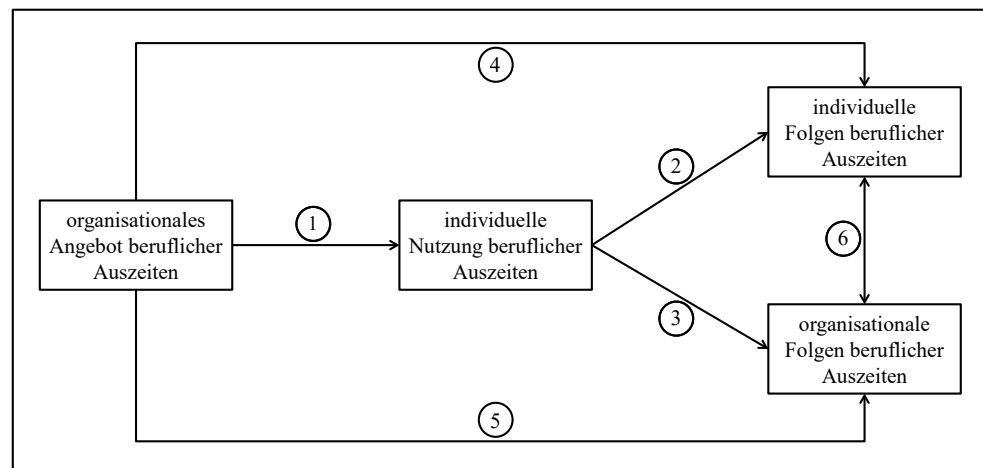 4
individuelle
Folgen beruflicher
Auszeiten
2
organisationales
Angebot beruflicher
Auszeiten
1
individuelle
Nutzung beruflicher
Auszeiten
6
3
organisationale
Folgen beruflicher
Auszeiten
5